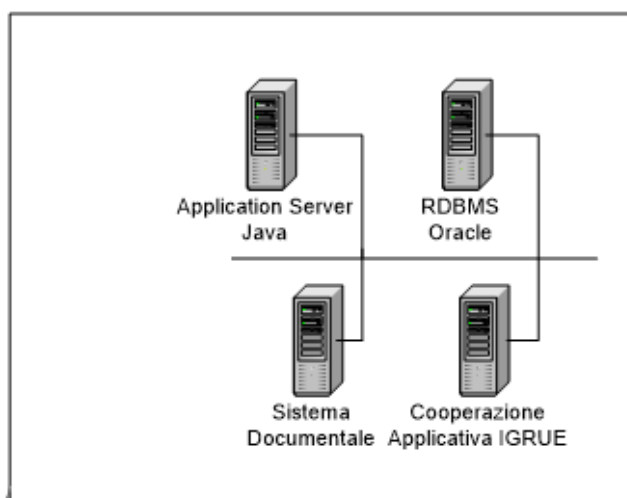 Application Server
Java
RDBMS
Oracle
Sistema
Documentale
Cooperazione
Applicativa IGRUE